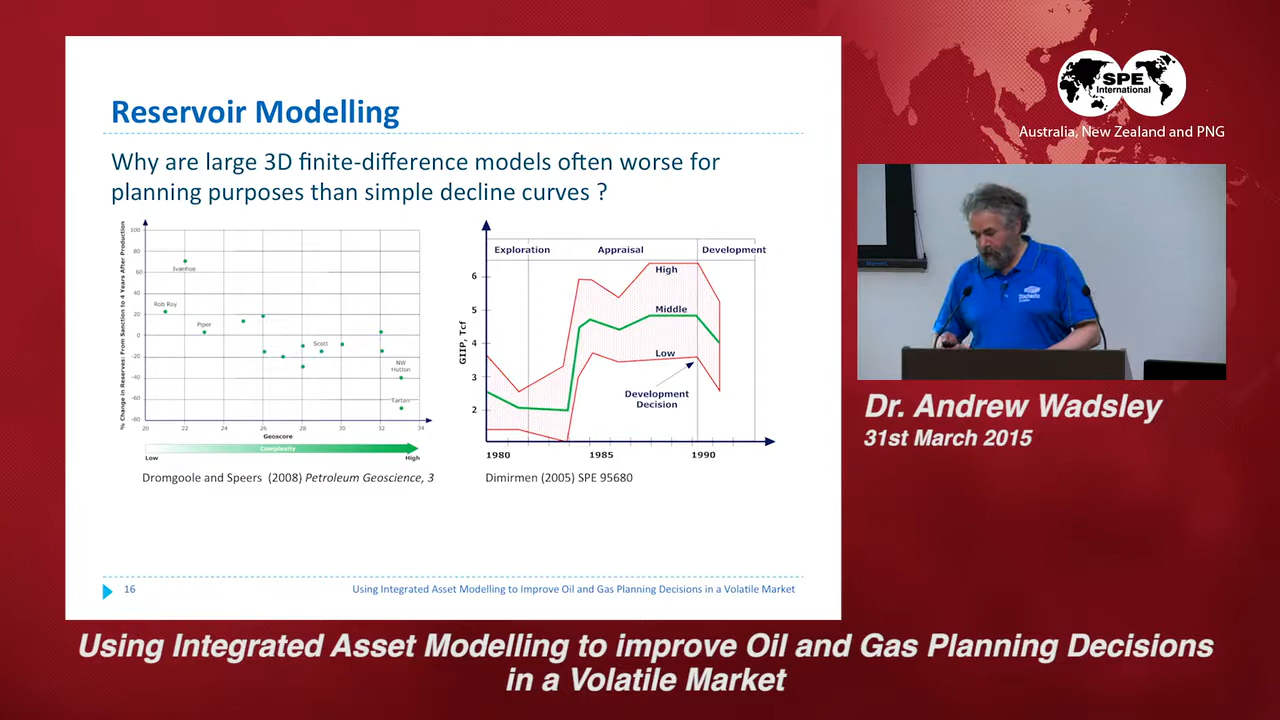 Reservoir Modelling
Why are large 3D finite-difference models often worse for
planning purposes than simple decline curves ?
% Change in Reserves: From Sanction to 4 Years After Production
100
80
60
40
20
0
-20
-40
-60
-80
Ivanhoe
Rob Roy
Piper
Scott
NW
Hutton
Tartan
20
22
24
26
28
30
32
34
Geoscore
Complexity
Low
High
Dromgoole and Speers (2008) Petroleum Geoscience, 3
GIIP, Tcf
Exploration
Appraisal
Development
6
5
4
3
2
High
Middle
Low
Development
Decision
1980
1985
1990
Dimirmen (2005) SPE 95680
16
Using Integrated Asset Modelling to Improve Oil and Gas Planning Decisions in a Volatile Market
SPE
International
Australia, New Zealand and PNG
Stochastic
Dr. Andrew Wadsley
31st March 2015
Using Integrated Asset Modelling to improve Oil and Gas Planning Decisions
in a Volatile Market